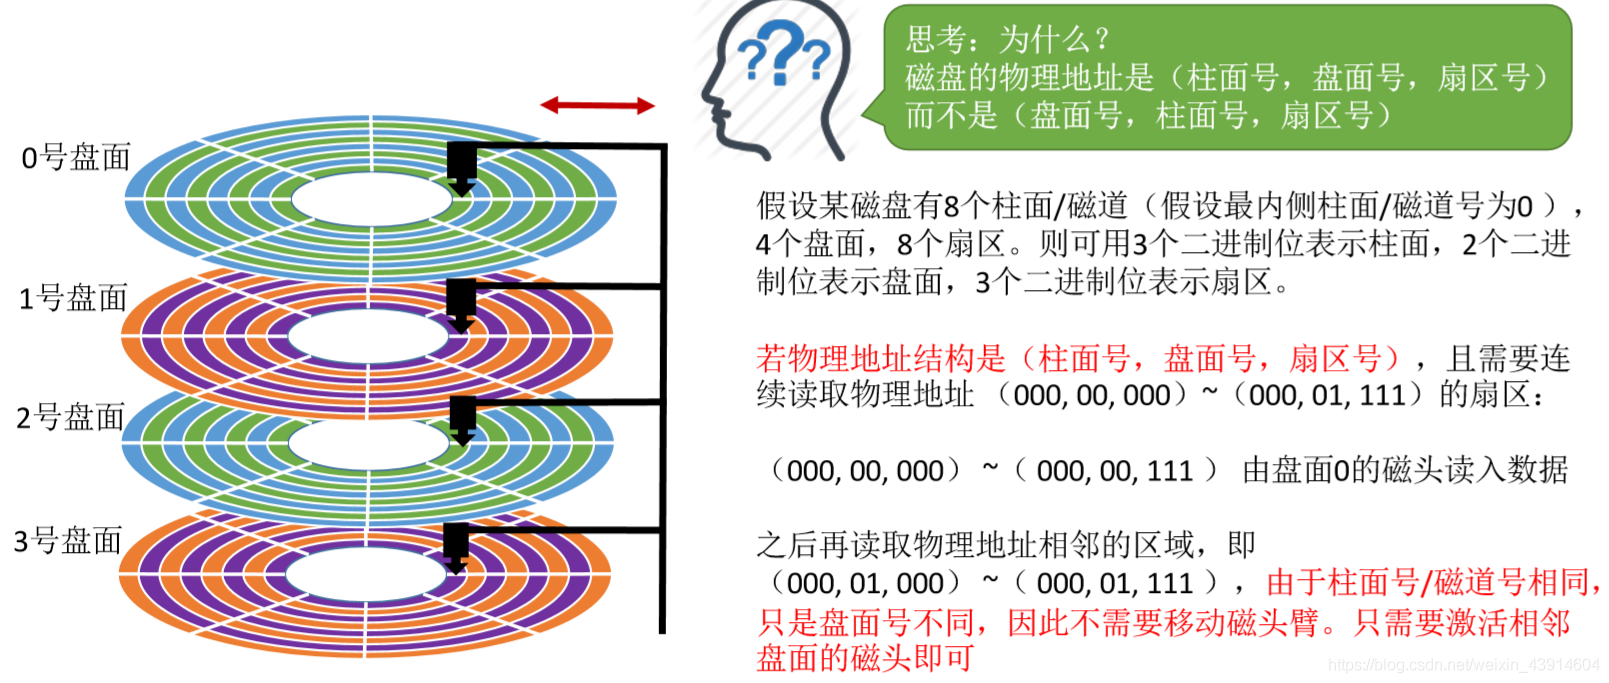 思考：为什么？
磁盘的物理地址是（柱面号，盘面号，扇区号）
而不是（盘面号，柱面号，扇区号）
? ? ?
0号盘面
1号盘面
2号盘面
3号盘面
假设某磁盘有8个柱面/磁道（假设最内侧柱面/磁道号为0 ），
4个盘面，8个扇区。则可用3个二进制位表示柱面，2个二进
制位表示盘面，3个二进制位表示扇区。
若物理地址结构是（柱面号，盘面号，扇区号），且需要连
续读取物理地址 （000, 00, 000）~（000, 01, 111）的扇区：
（000, 00, 000） ~（ 000, 00, 111 ） 由盘面0的磁头读入数据
之后再读取物理地址相邻的区域，即
（000, 01, 000） ~（ 000, 01, 111 ），由于柱面号/磁道号相同，
只是盘面号不同，因此不需要移动磁头臂。只需要激活相邻
盘面的磁头即可
https://blog.csdn.net/weixin_43914604